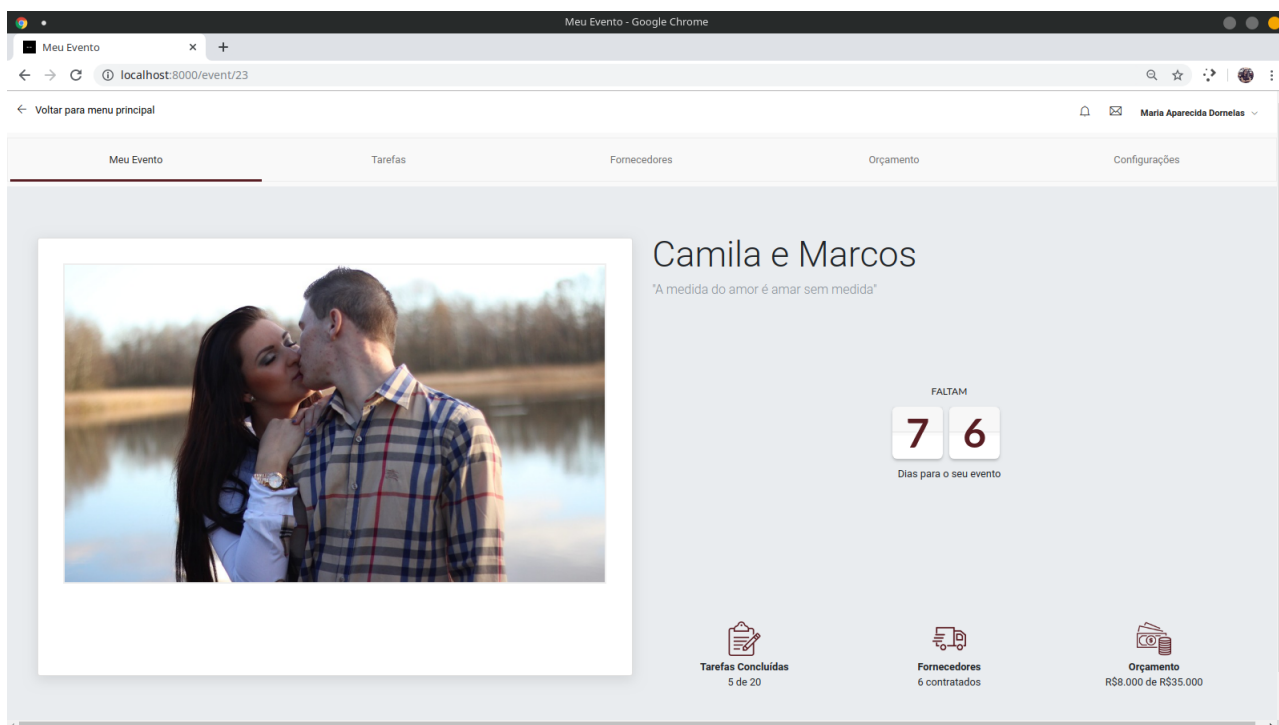 Meu Evento - Google Chrome
Meu Evento
localhost:8000/event/23
Voltar para menu principal
Maria Aparecida Dornelas
Meu Evento Tarefas Fornecedores Orçamento Configurações
Camila e Marcos
"A medida do amor é amar sem medida"
FALTAM
7 6
Dias para o seu evento
Tarefas Concluídas Fornecedores Orçamento
5 de 20 6 contratados R$8.000 de R$35.000